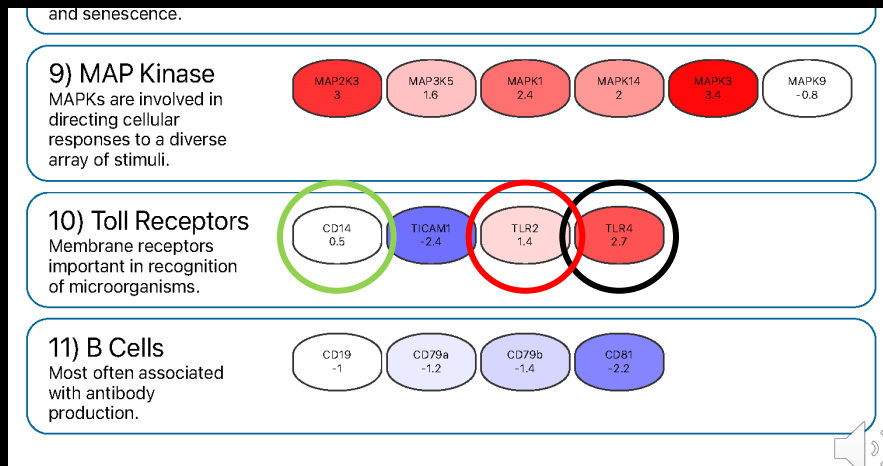 and senescence.
9) MAP Kinase
MAPKs are involved in
directing cellular
responses to a diverse
array of stimuli.
MAP2K3
3
MAP3K5
1.6
MAPK1
2.4
MAPK14
2
MAPK3
3.4
MAPK9
-0.8
10) Toll Receptors
Membrane receptors
important in recognition
of microorganisms.
CD14
0.5
TICAM1
-2.4
TLR2
1.4
TLR4
2.7
11) B Cells
Most often associated
with antibody
production.
CD19
-1
CD79a
-1.2
CD79b
-1.4
CD81
-2.2